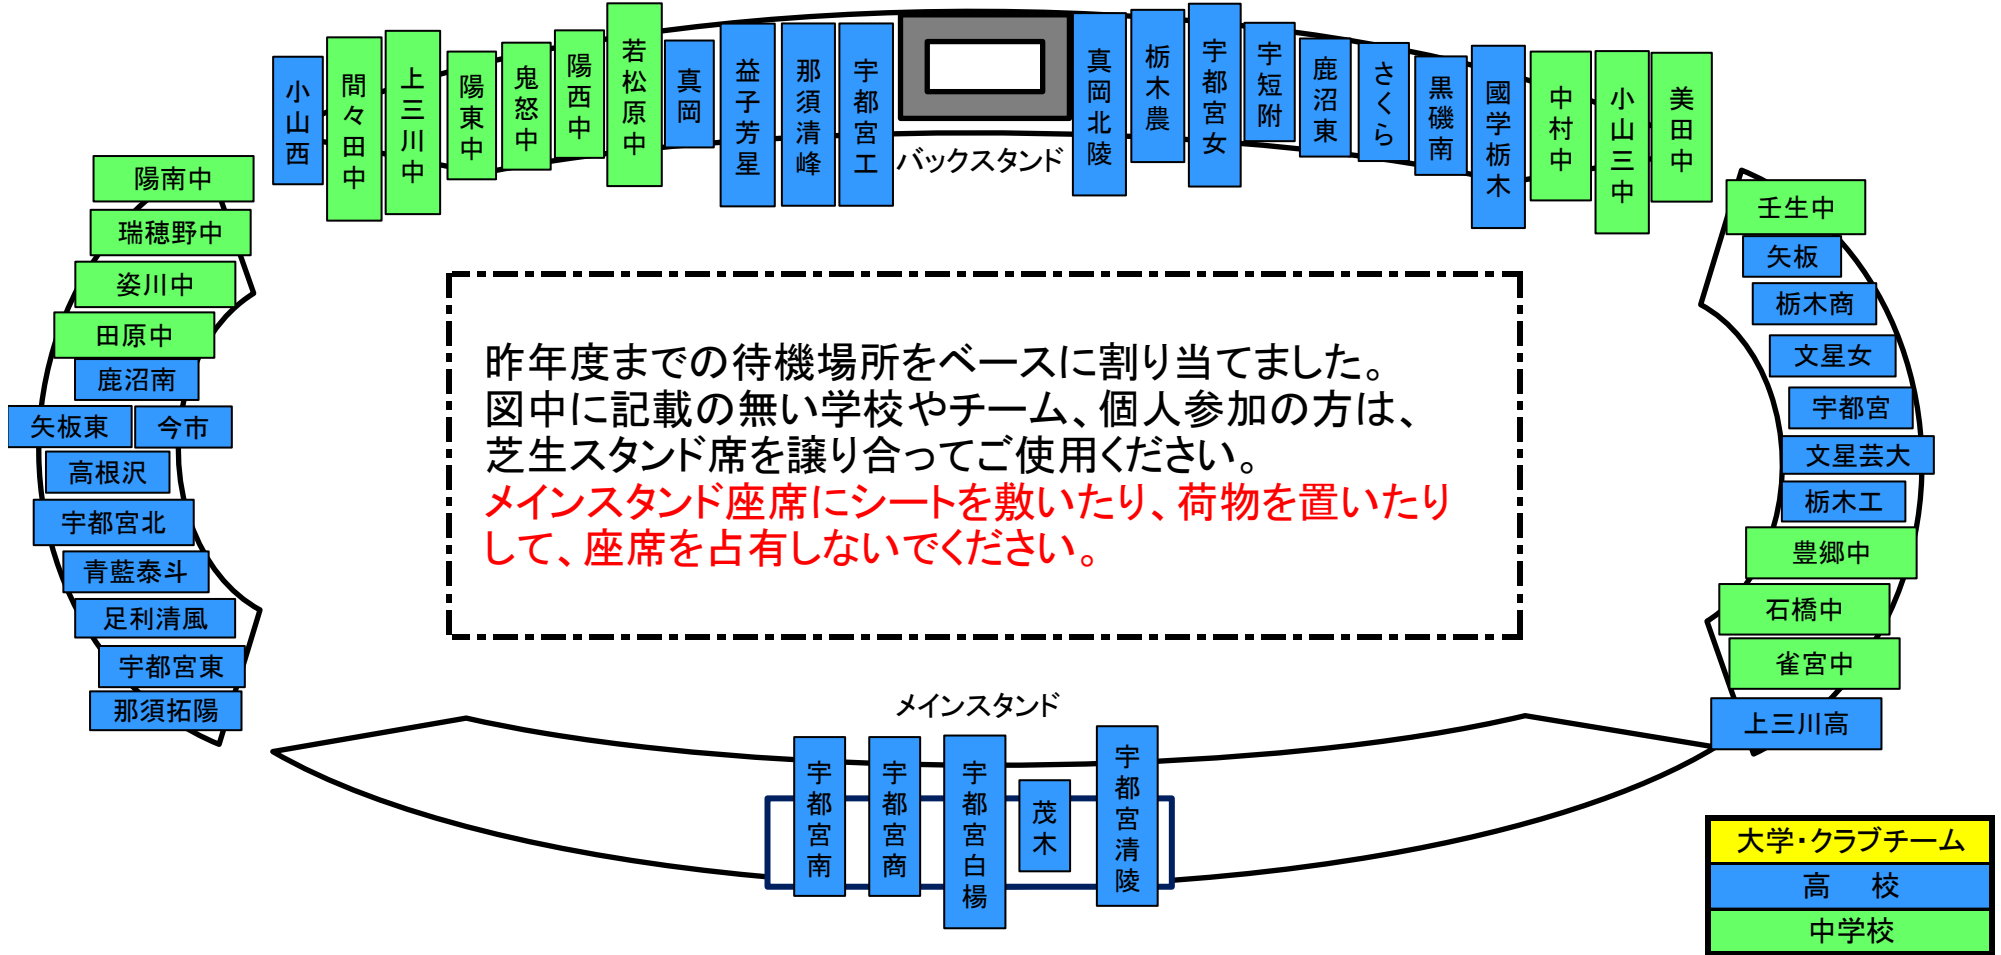 小山西
間々田中
上三川中
陽東中
鬼怒中
陽西中
若松原中
真岡
益子芳星
那須清峰
宇都宮工
バックスタンド
真岡北陵
栃木農
宇都宮女
宇短附
鹿沼東
さくら
黒磯南
國学栃木
中村中
小山三中
美田中
陽南中
瑞穂野中
姿川中
田原中
鹿沼南
矢板東
今市
高根沢
宇都宮北
青藍泰斗
足利清風
宇都宮東
那須拓陽
昨年度までの待機場所をベースに割り当てました。
図中に記載の無い学校やチーム、個人参加の方は、
芝生スタンド席を譲り合ってご使用ください。
メインスタンド座席にシートを敷いたり、荷物を置いたり
して、座席を占有しないでください。
壬生中
矢板
栃木商
文星女
宇都宮
文星芸大
栃木工
豊郷中
石橋中
雀宮中
上三川高
メインスタンド
宇都宮南
宇都宮商
宇都宮白楊
茂木
宇都宮清陵
大学・クラブチーム
高　校
中学校